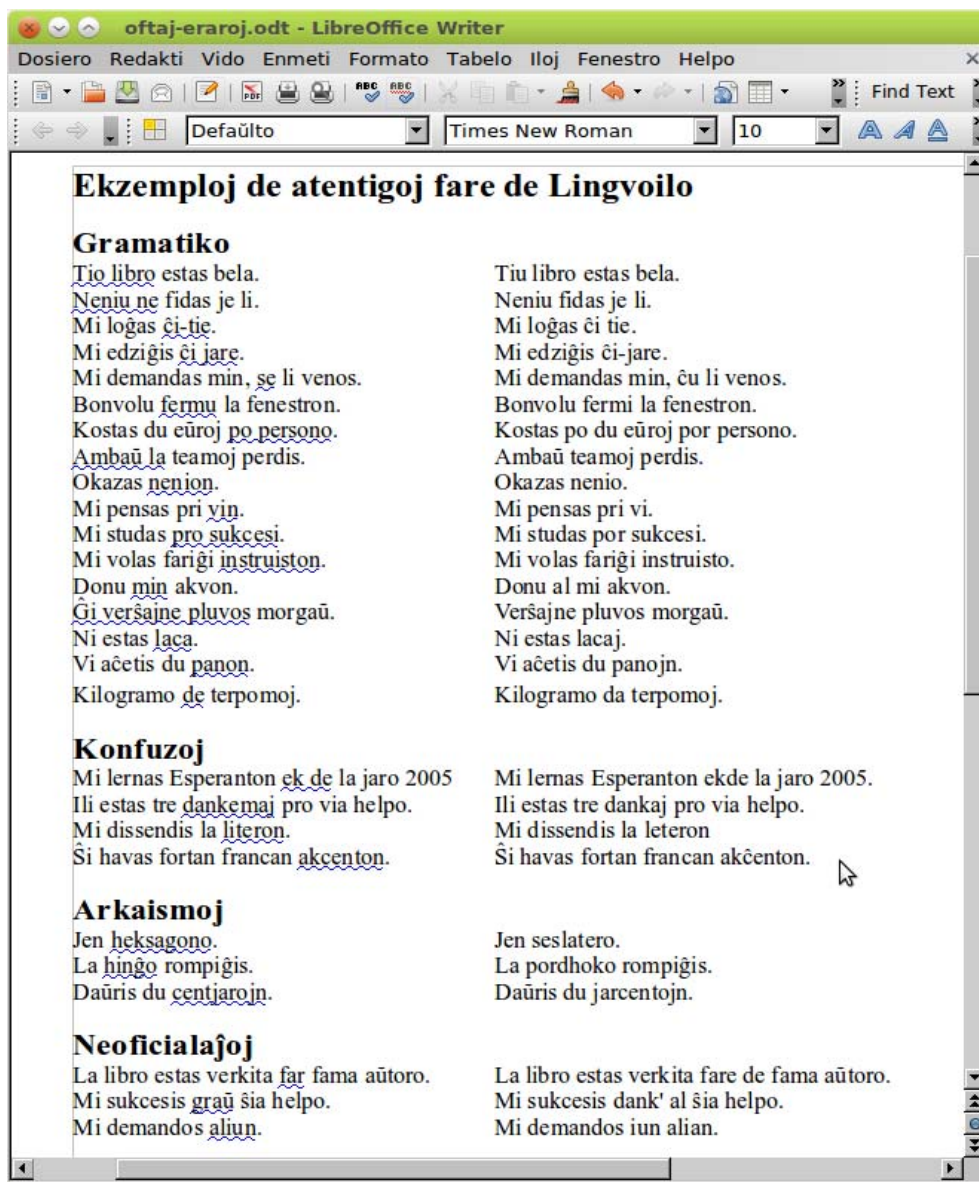 oftaj-eraroj.odt - LibreOffice Writer
Dosiero Redakti Vido Enmeti Formato Tabelo Iloj Fenestro Helpo
PDF ABC ABC Find Text
Defaŭlto Times New Roman 10 A A A
Ekzemploj de atentigoj fare de Lingvoilo
Gramatiko
Tio libro estas bela. Tiu libro estas bela.
Neniu ne fidas je li. Neniu fidas je li.
Mi loĝas ĉi-tie. Mi loĝas ĉi tie.
Mi edziĝis ĉi jare. Mi edziĝis ĉi-jare.
Mi demandas min, se li venos. Mi demandas min, ĉu li venos.
Bonvolu fermu la fenestron. Bonvolu fermi la fenestron.
Kostas du eŭroj po persono. Kostas po du eŭroj por persono.
Ambaŭ la teamoj perdis. Ambaŭ teamoj perdis.
Okazas nenion. Okazas nenio.
Mi pensas pri vin. Mi pensas pri vi.
Mi studas pro sukcesi. Mi studas por sukcesi.
Mi volas fariĝi instruiston. Mi volas fariĝi instruisto.
Donu min akvon. Donu al mi akvon.
Ĝi verŝajne pluvos morgaŭ. Verŝajne pluvos morgaŭ.
Ni estas laca. Ni estas lacaj.
Vi aĉetis du panon. Vi aĉetis du panojn.
Kilogramo de terpomoj. Kilogramo da terpomoj.
Konfuzoj
Mi lernas Esperanton ek de la jaro 2005 Mi lernas Esperanton ekde la jaro 2005.
Ili estas tre dankemaj pro via helpo. Ili estas tre dankaj pro via helpo.
Mi dissendis la literon. Mi dissendis la leteron
Ŝi havas fortan francan akcenton. Ŝi havas fortan francan akĉenton.
Arkaismoj
Jen heksagono. Jen seslatero.
La hinĝo rompiĝis. La pordhoko rompiĝis.
Daŭris du centjarojn. Daŭris du jarcentojn.
Neoficialaĵoj
La libro estas verkita far fama aŭtoro. La libro estas verkita fare de fama aŭtoro.
Mi sukcesis graŭ ŝia helpo. Mi sukcesis dank' al ŝia helpo.
Mi demandos aliun. Mi demandos iun alian.